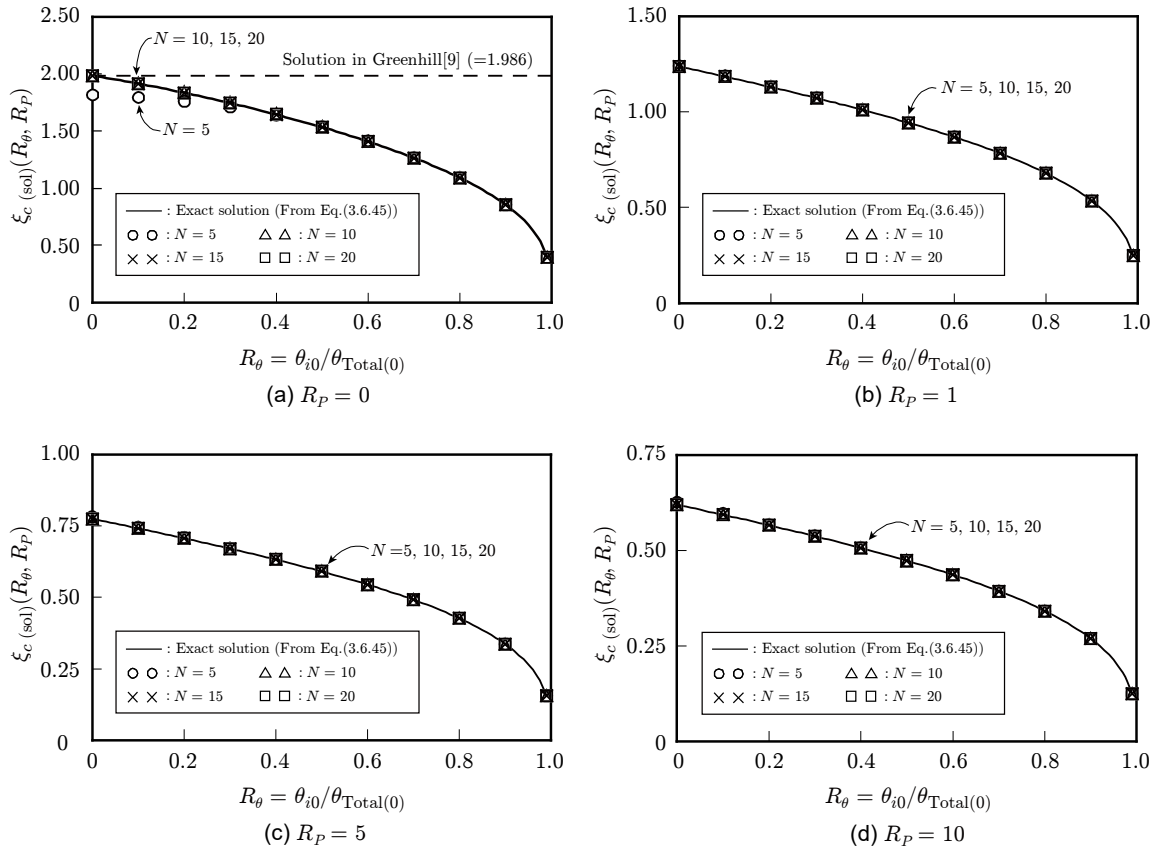 2.50
2.00
1.50
1.00
0.50
0
ξc (sol)(Rθ, RP)
N = 10, 15, 20
Solution in Greenhill[9] (=1.986)
N = 5
: Exact solution (From Eq.(3.6.45))
: N = 5
: N = 10
: N = 15
: N = 20
0 0.2 0.4 0.6 0.8 1.0
Rθ = θi0/θTotal(0)
(a) RP = 0
1.50
1.00
0.50
0
ξc (sol)(Rθ, RP)
N = 5, 10, 15, 20
: Exact solution (From Eq.(3.6.45))
: N = 5
: N = 10
: N = 15
: N = 20
0 0.2 0.4 0.6 0.8 1.0
Rθ = θi0/θTotal(0)
(b) RP = 1
1.00
0.75
0.50
0.25
0
ξc (sol)(Rθ, RP)
N =5, 10, 15, 20
: Exact solution (From Eq.(3.6.45))
: N = 5
: N = 10
: N = 15
: N = 20
0 0.2 0.4 0.6 0.8 1.0
Rθ = θi0/θTotal(0)
(c) RP = 5
0.75
0.50
0.25
0
ξc (sol)(Rθ, RP)
N = 5, 10, 15, 20
: Exact solution (From Eq.(3.6.45))
: N = 5
: N = 10
: N = 15
: N = 20
0 0.2 0.4 0.6 0.8 1.0
Rθ = θi0/θTotal(0)
(d) RP = 10